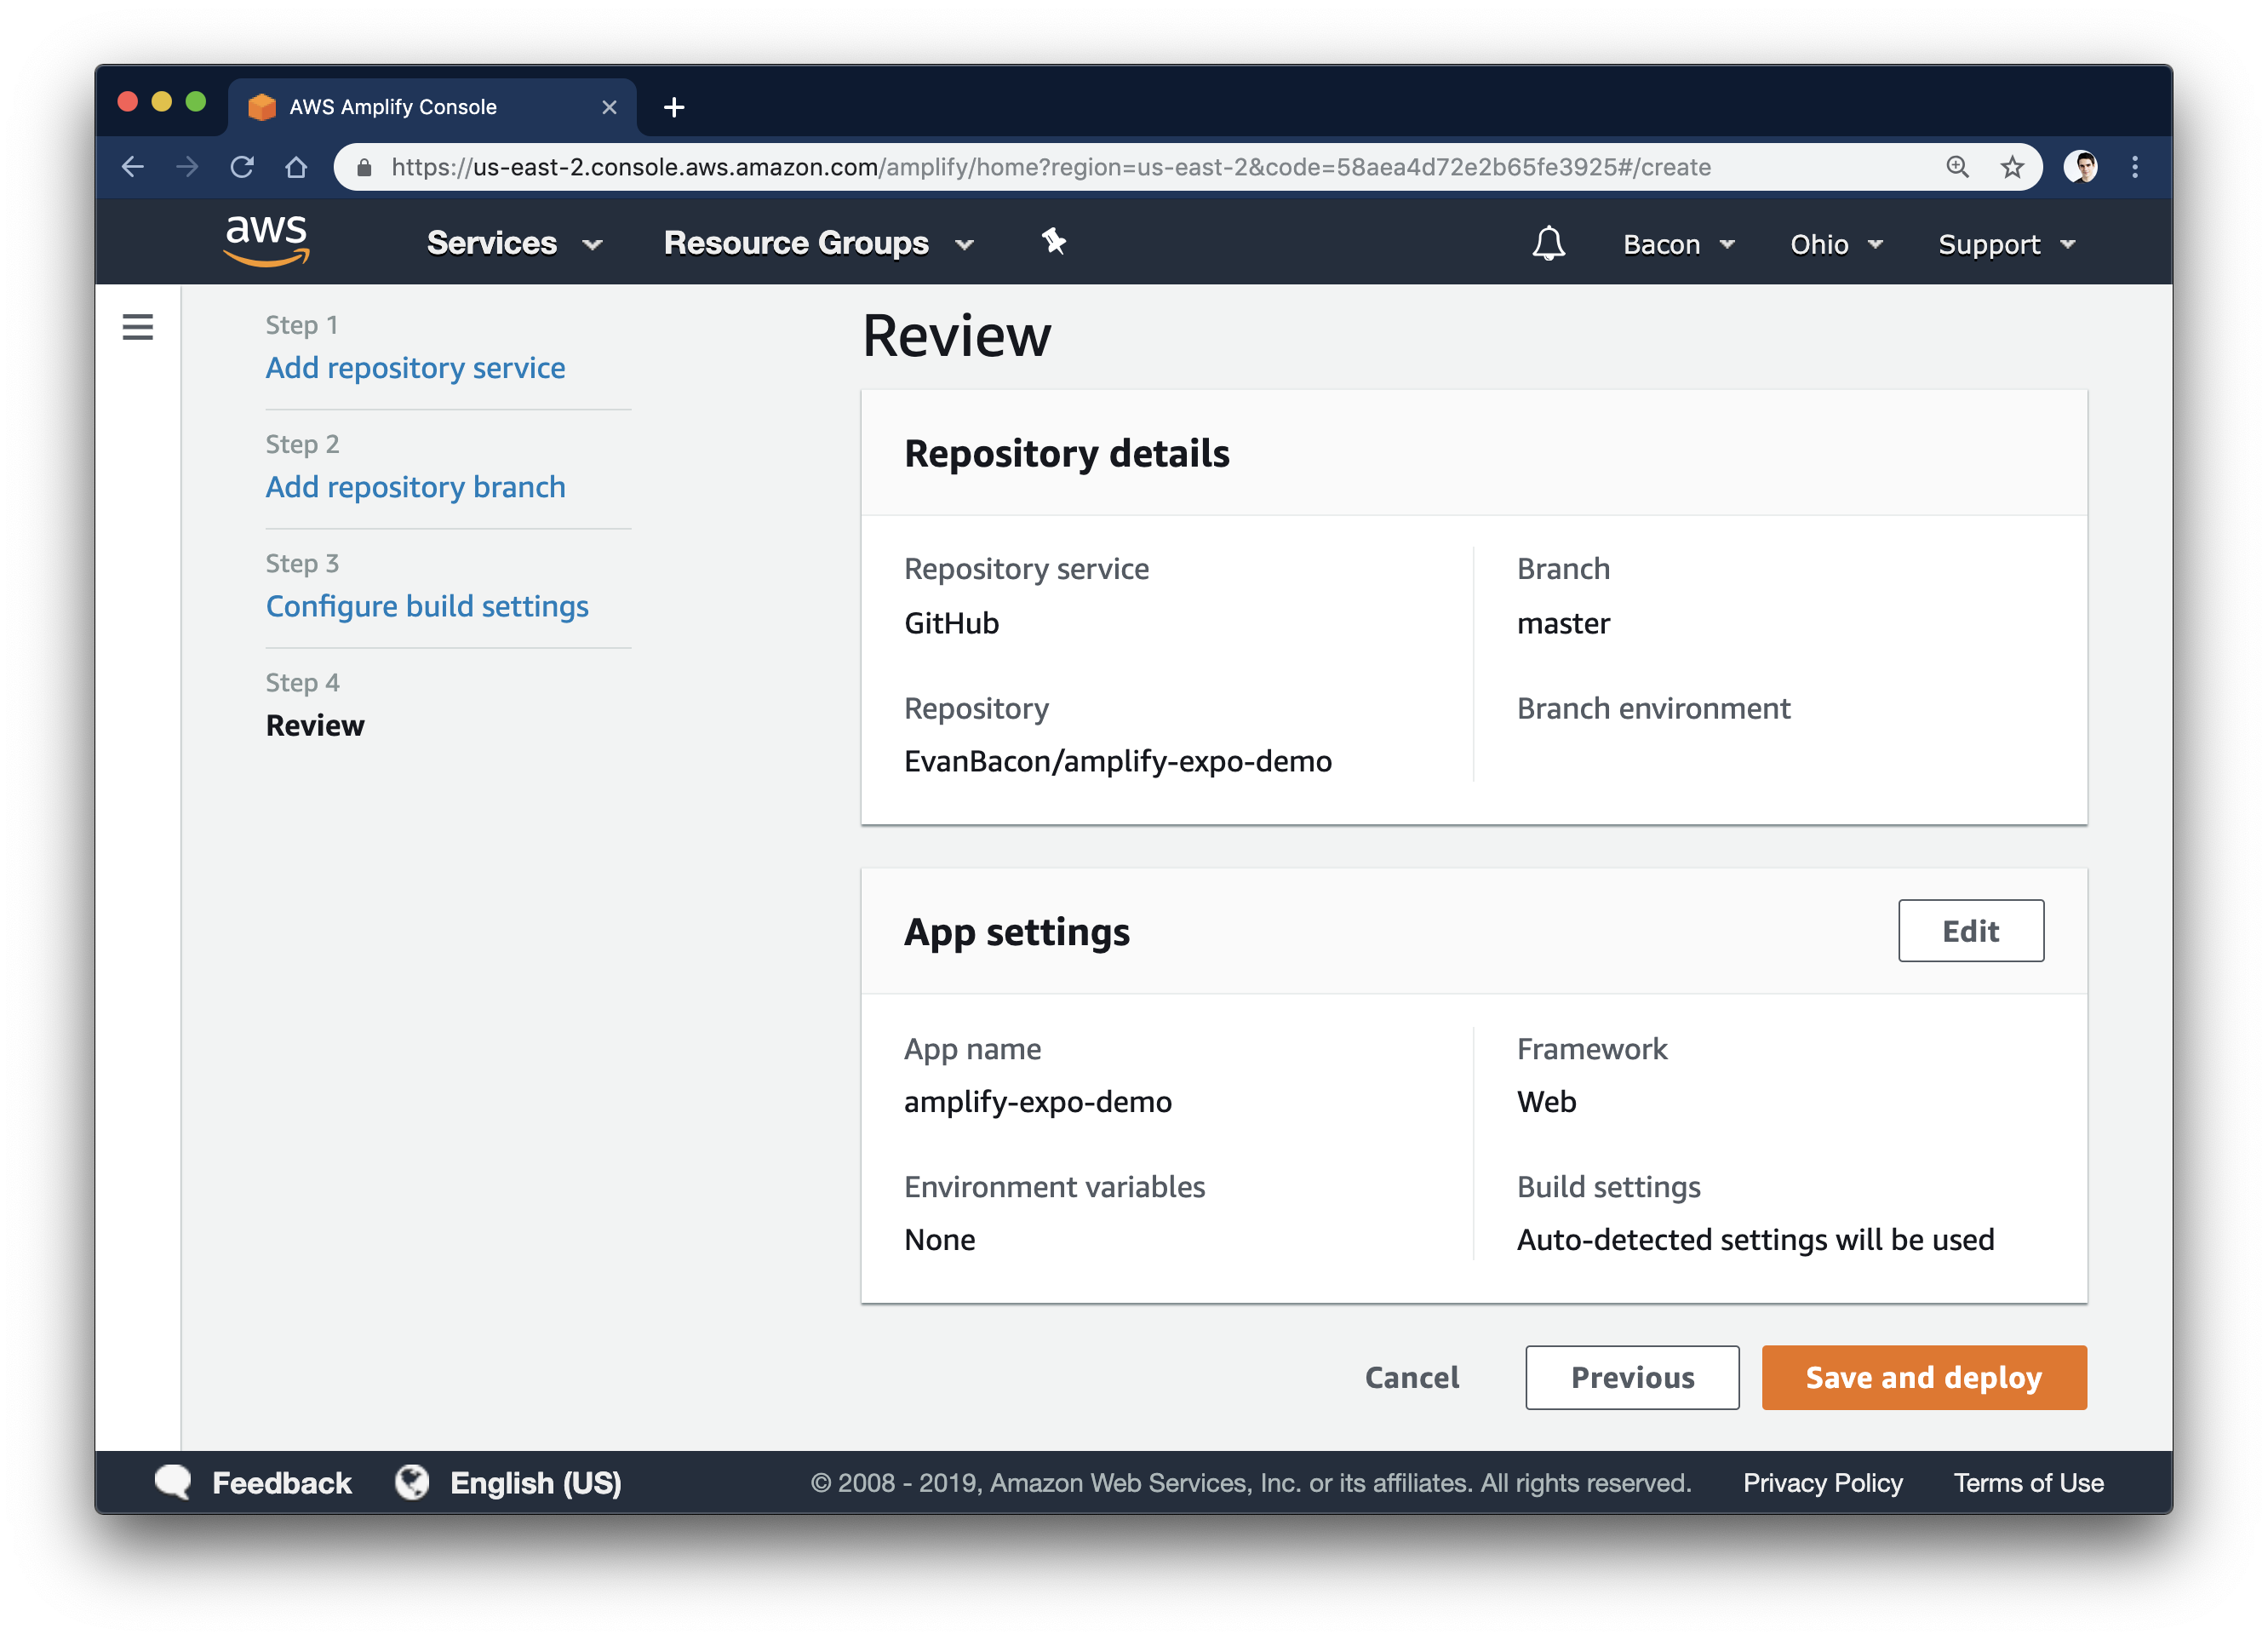 AWS Amplify Console
https://us-east-2.console.aws.amazon.com/amplify/home?region=us-east-2&code=58aea4d72e2b65fe3925#/create
aws Services Resource Groups Bacon Ohio Support
Step 1
Add repository service
Step 2
Add repository branch
Step 3
Configure build settings
Step 4
Review
Review
Repository details
Repository service
GitHub
Branch
master
Repository
EvanBacon/amplify-expo-demo
Branch environment
App settings
Edit
App name
amplify-expo-demo
Framework
Web
Environment variables
None
Build settings
Auto-detected settings will be used
Cancel Previous Save and deploy
Feedback English (US) © 2008 - 2019, Amazon Web Services, Inc. or its affiliates. All rights reserved. Privacy Policy Terms of Use